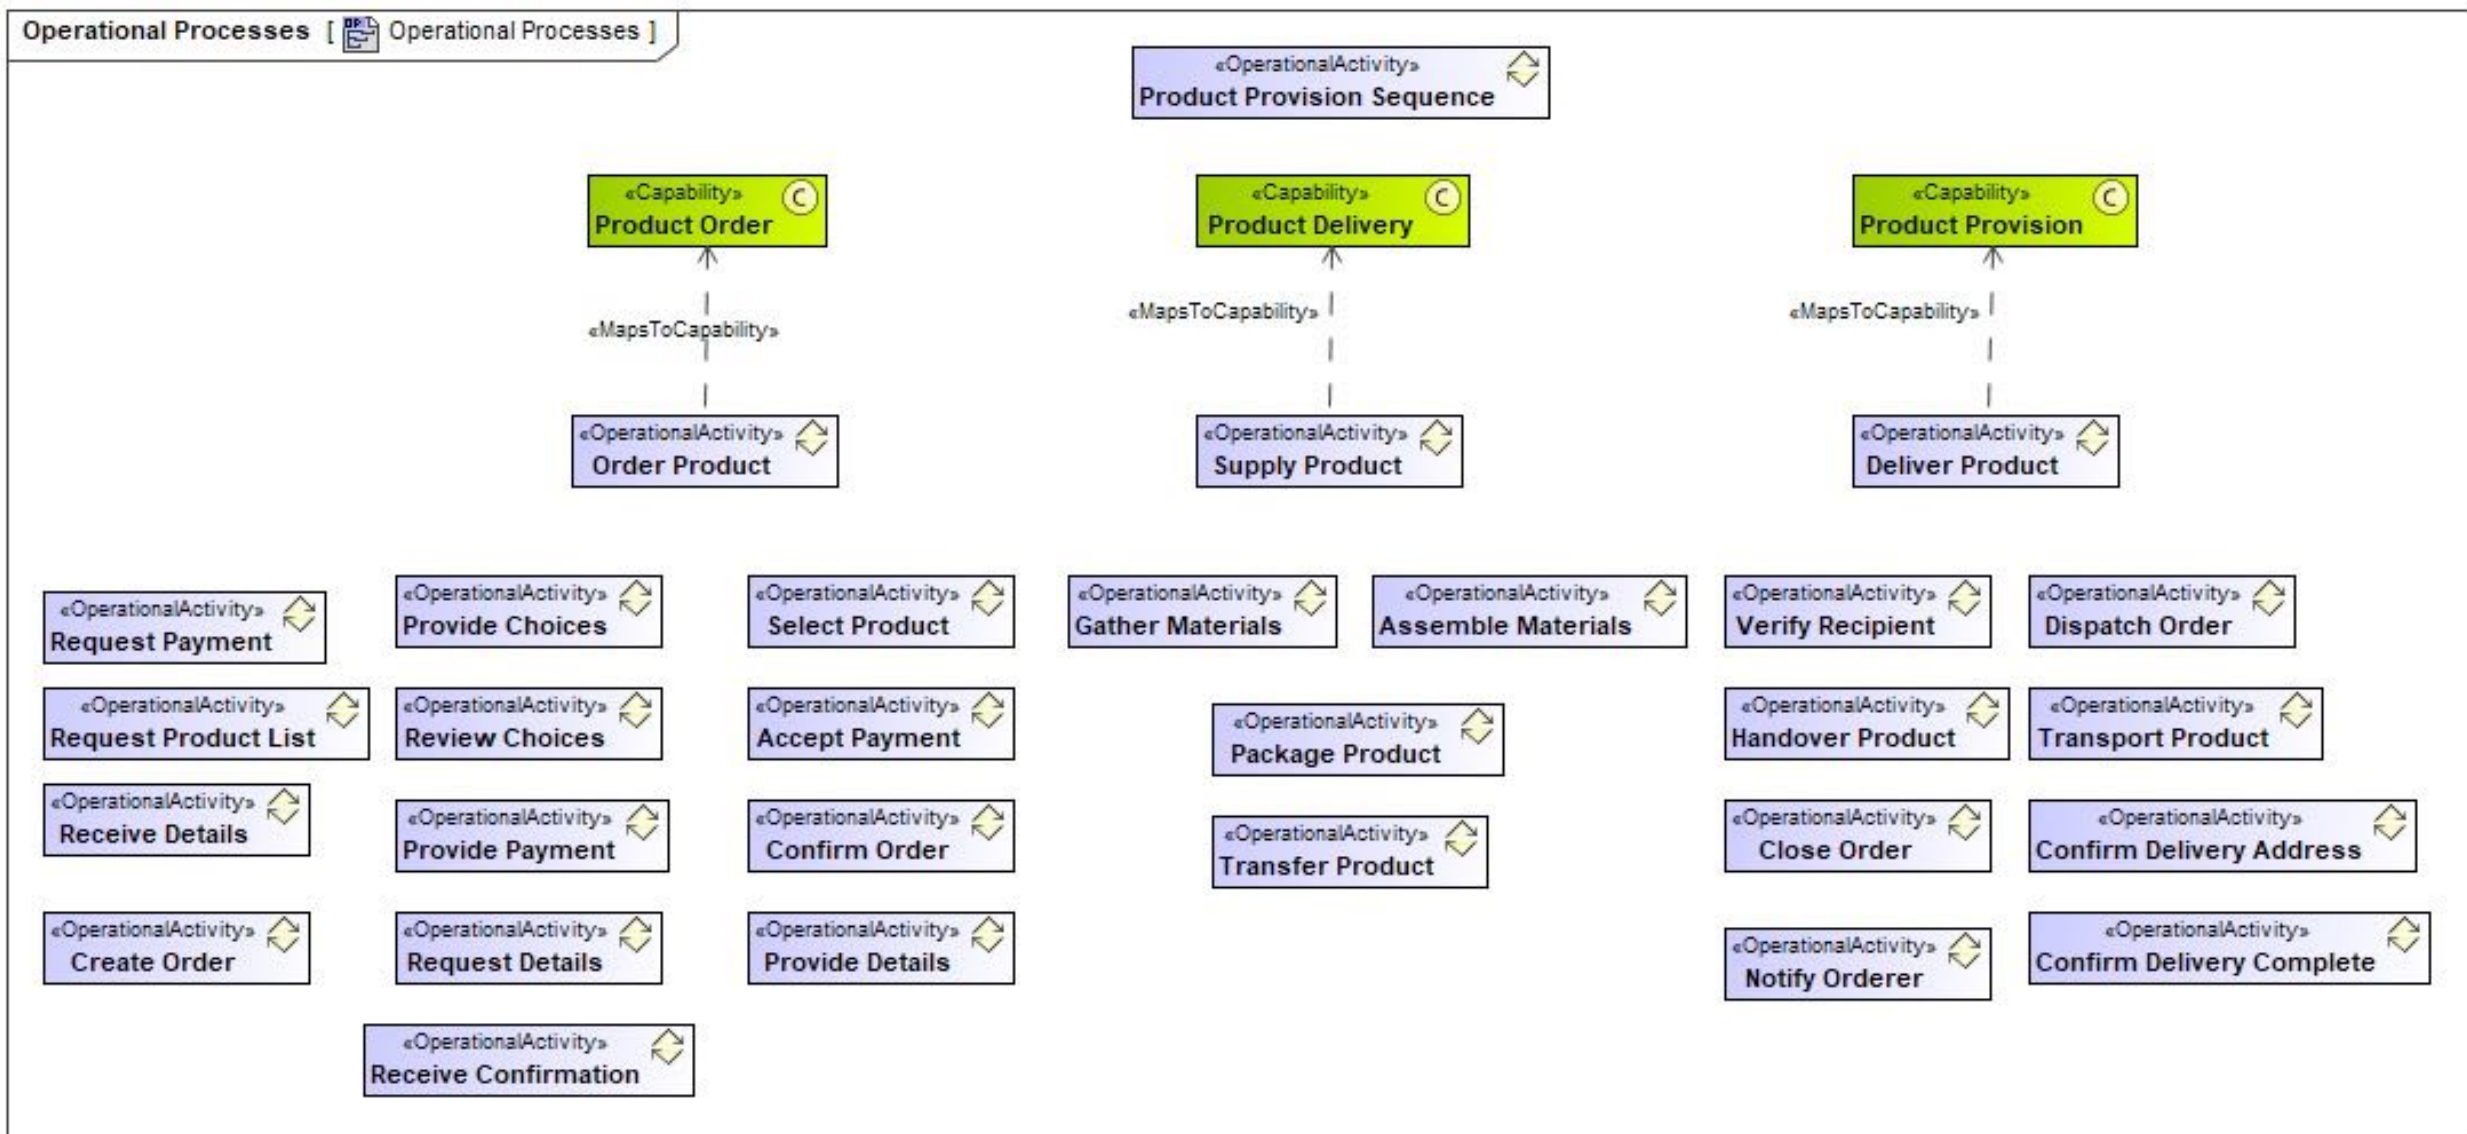 Operational Processes [ Operational Processes ]
«OperationalActivity»
Product Provision Sequence
«Capability»
Product Order
«Capability»
Product Delivery
«Capability»
Product Provision
«MapsToCapability»
«MapsToCapability»
«MapsToCapability»
«OperationalActivity»
Order Product
«OperationalActivity»
Supply Product
«OperationalActivity»
Deliver Product
«OperationalActivity»
Request Payment
«OperationalActivity»
Provide Choices
«OperationalActivity»
Select Product
«OperationalActivity»
Gather Materials
«OperationalActivity»
Assemble Materials
«OperationalActivity»
Verify Recipient
«OperationalActivity»
Dispatch Order
«OperationalActivity»
Request Product List
«OperationalActivity»
Review Choices
«OperationalActivity»
Accept Payment
«OperationalActivity»
Package Product
«OperationalActivity»
Handover Product
«OperationalActivity»
Transport Product
«OperationalActivity»
Receive Details
«OperationalActivity»
Provide Payment
«OperationalActivity»
Confirm Order
«OperationalActivity»
Transfer Product
«OperationalActivity»
Close Order
«OperationalActivity»
Confirm Delivery Address
«OperationalActivity»
Create Order
«OperationalActivity»
Request Details
«OperationalActivity»
Provide Details
«OperationalActivity»
Notify Orderer
«OperationalActivity»
Confirm Delivery Complete
«OperationalActivity»
Receive Confirmation